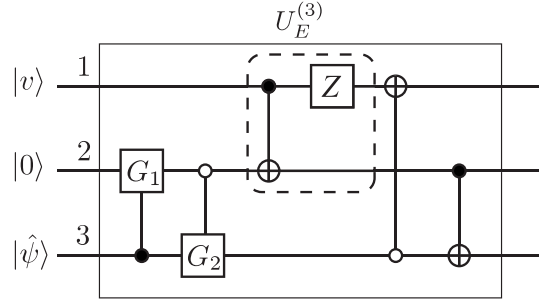 U_E^{(3)}
|v⟩ 1 Z
|0⟩ 2 G_1
|ψ̂⟩ 3 G_2